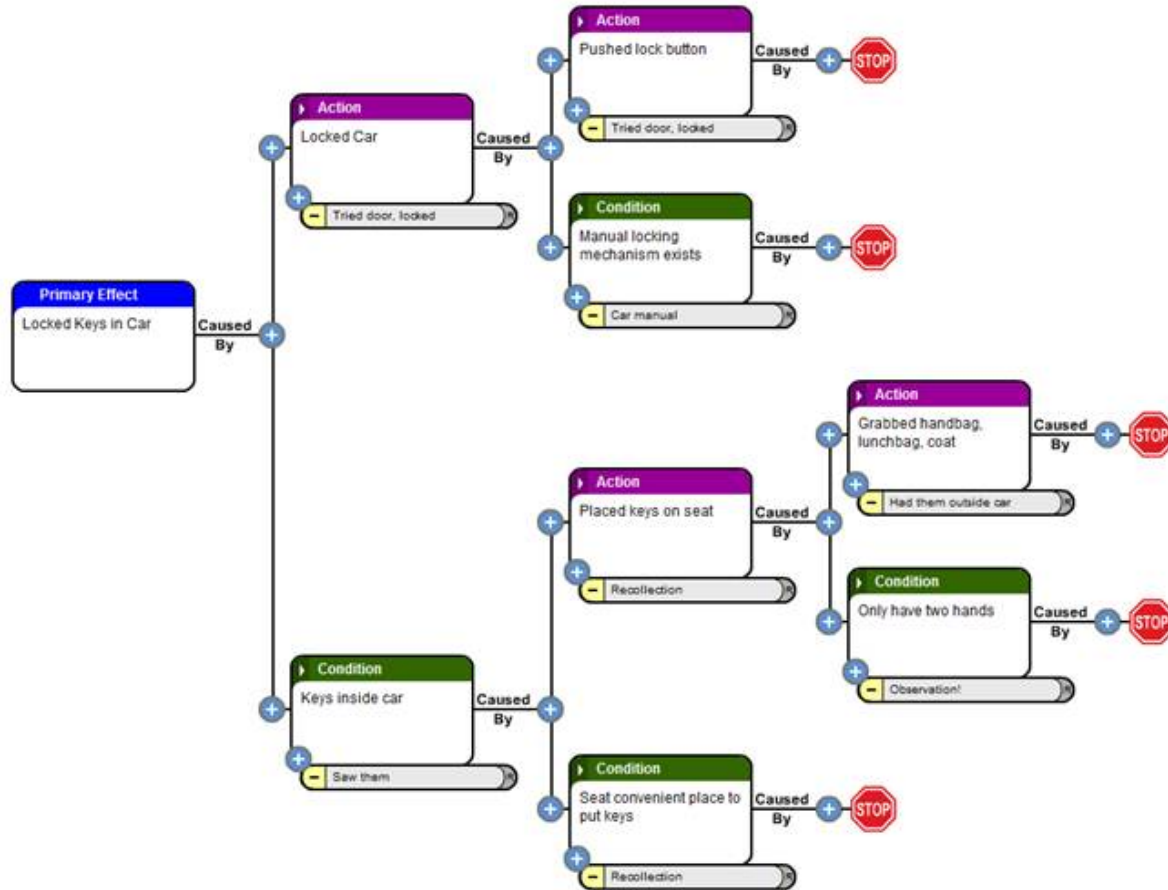 Action
Pushed lock button
Caused
By
STOP
Tried door, locked
Action
Locked Car
Caused
By
Tried door, locked
Condition
Manual locking
mechanism exists
Caused
By
STOP
Car manual
Primary Effect
Locked Keys in Car
Caused
By
Action
Grabbed handbag,
lunchbag, coat
Caused
By
STOP
Had them outside car
Action
Placed keys on seat
Caused
By
Recollection
Condition
Only have two hands
Caused
By
STOP
Observation!
Condition
Keys inside car
Caused
By
Saw them
Condition
Seat convenient place to
put keys
Caused
By
STOP
Recollection